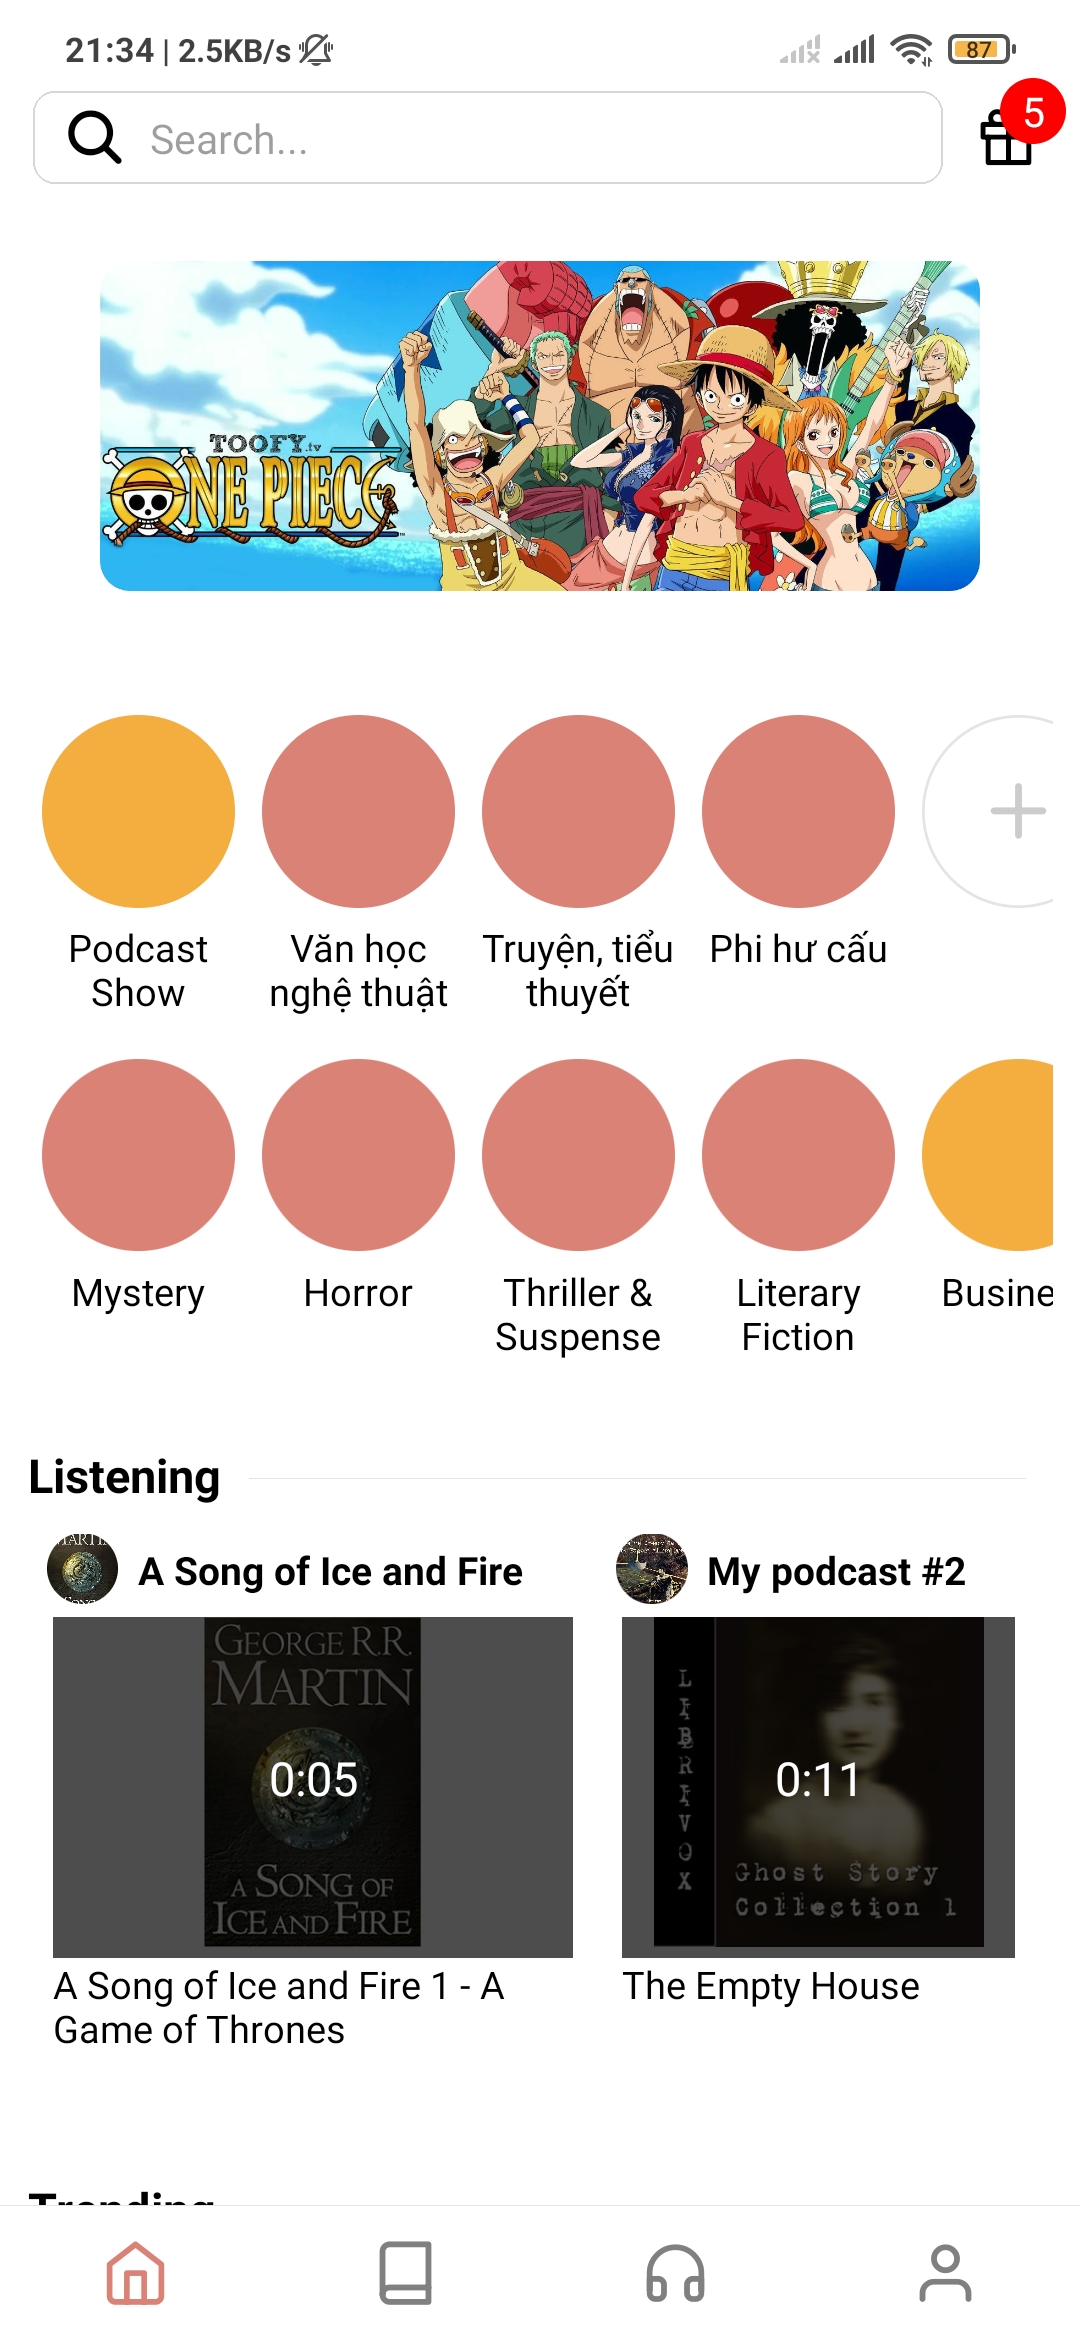 21:34 | 2.5KB/s
87
Search...
5
TOOFY.tv
ONE PIECE
Podcast
Show
Văn học
nghệ thuật
Truyện, tiểu
thuyết
Phi hư cấu
Mystery
Horror
Thriller &
Suspense
Literary
Fiction
Busine
Listening
A Song of Ice and Fire
My podcast #2
GEORGE R.R.
MARTIN
0:05
A SONG OF
ICE AND FIRE
LIBRIVOX
0:11
Ghost Story
Collection 1
A Song of Ice and Fire 1 - A
Game of Thrones
The Empty House
Trending